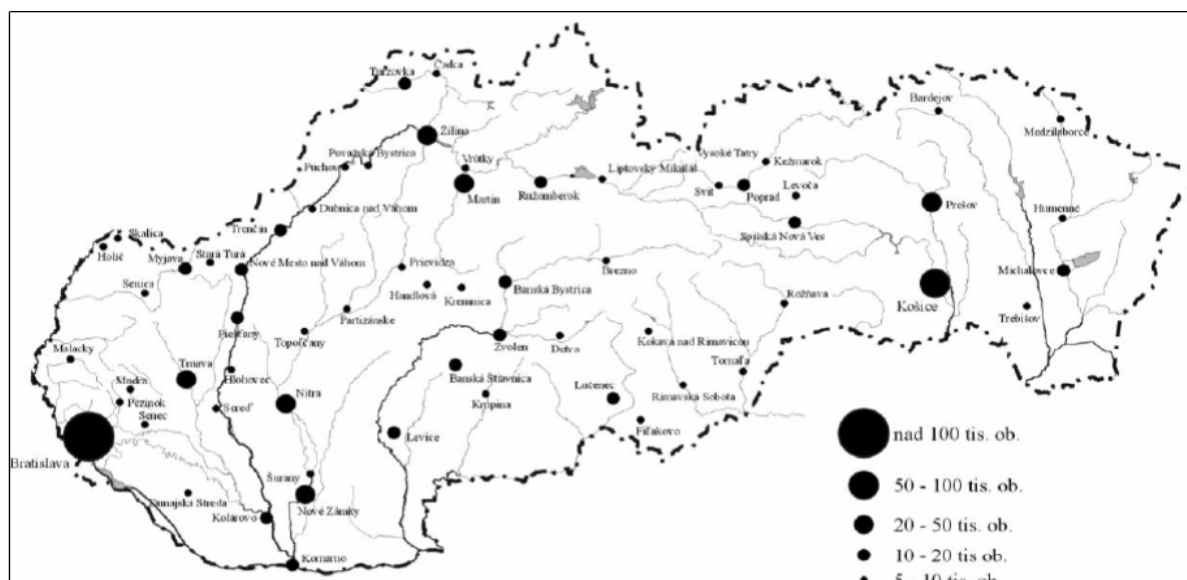 Čadca
Turzovka
Žilina
Bardejov
Medzilaborce
Považská Bystrica
Vrútky
Púchov
Martin
Ružomberok
Liptovský Mikuláš
Vysoké Tatry
Kežmarok
Svit
Poprad
Levoča
Prešov
Dubnica nad Váhom
Trenčín
Spišská Nová Ves
Humenné
Skalica
Holíč
Myjava
Stará Turá
Nové Mesto nad Váhom
Prievidza
Brezno
Michalovce
Senica
Handlová
Kremnica
Banská Bystrica
Košice
Rožňava
Partizánske
Trebišov
Piešťany
Topoľčany
Zvolen
Detva
Kokava nad Rimavicou
Malacky
Trnava
Hlohovec
Tornaľa
Modra
Banská Štiavnica
Lučenec
Rimavská Sobota
Pezinok
Sereď
Nitra
Krupina
Senec
Fiľakovo
Levice
nad 100 tis. ob.
Bratislava
Šurany
50 - 100 tis. ob.
Dunajská Streda
Nové Zámky
Kolárovo
20 - 50 tis. ob.
10 - 20 tis ob.
Komárno
5 - 10 tis. ob.